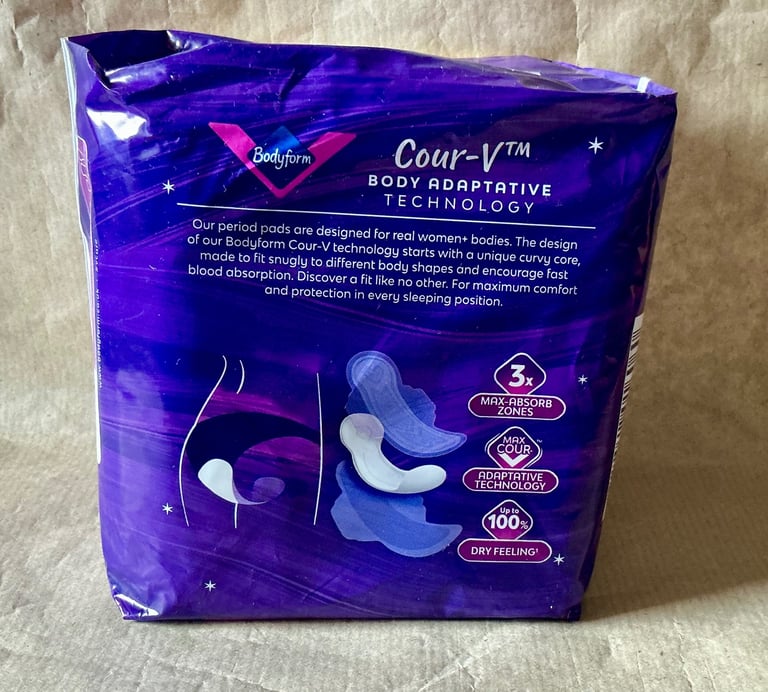 Bodyform
Cour-V™
BODY ADAPTATIVE
TECHNOLOGY
Our period pads are designed for real women+ bodies. The design
of our Bodyform Cour-V technology starts with a unique curvy core,
made to fit snugly to different body shapes and encourage fast
blood absorption. Discover a fit like no other. For maximum comfort
and protection in every sleeping position.
3x
MAX-ABSORB
ZONES
MAX
COUR ™
ADAPTATIVE
TECHNOLOGY
Up to
100%
DRY FEELING¹